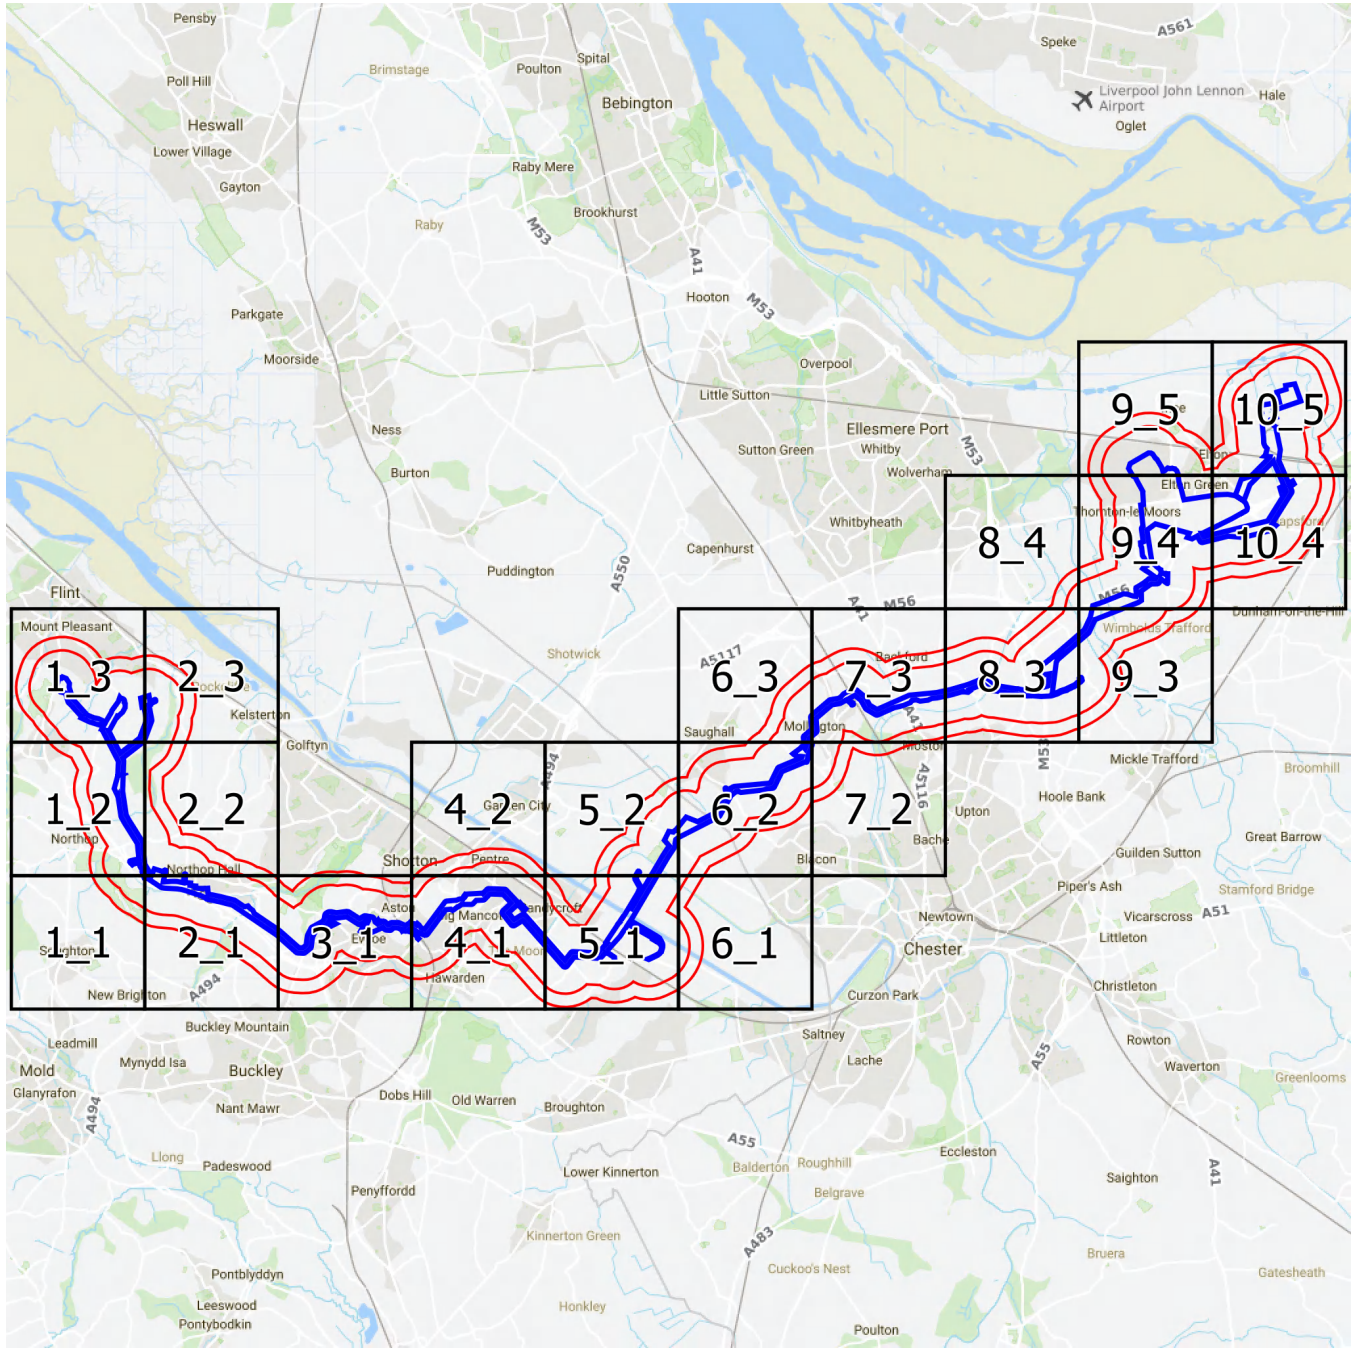 Pensby
Speke
A561
Spital
Brimstage
Poulton
Poll Hill
Liverpool John Lennon
Airport
Hale
Bebington
Heswall
Oglet
Lower Village
Raby Mere
Gayton
Brookhurst
Raby
M53
A41
Hooton
M53
Parkgate
Moorside
Overpool
Little Sutton
9_5
10_5
Ness
Ellesmere Port
Sutton Green
Whitby
M53
Elton
Burton
Wolverham
Elton Green
Thornton-le-Moors
Whitbyheath
8_4
9_4
10_4
Capenhurst
A550
Puddington
Flint
M56
A41
M56
Dunham-on-the-Hill
Mount Pleasant
Wimbolds Trafford
Shotwick
A5117
1_3
2_3
6_3
7_3
8_3
9_3
Kelsterton
A41
Saughall
Mollington
Golftyn
M53
Mickle Trafford
A494
Broomhill
A5116
Hoole Bank
1_2
2_2
4_2
5_2
6_2
7_2
Garden City
Upton
Northop
Bache
Great Barrow
Guilden Sutton
Northop Hall
Shotton
Pentre
Blacon
Piper's Ash
Stamford Bridge
Aston
Sandycroft
Newtown
Vicarscross
A51
Littleton
1_1
2_1
3_1
4_1
5_1
6_1
Chester
Ewloe
Hawarden
New Brighton
A494
Curzon Park
Christleton
Buckley Mountain
Saltney
Leadmill
Rowton
Mynydd Isa
Lache
A55
Mold
Buckley
Waverton
Glanyrafon
Dobs Hill
Old Warren
Greenlooms
A494
Nant Mawr
Broughton
A55
Eccleston
Llong
Padeswood
Lower Kinnerton
Balderton
Roughhill
A41
Saighton
Penyffordd
Belgrave
Kinnerton Green
A483
Bruera
Cuckoo's Nest
Gatesheath
Pontblyddyn
Leeswood
Honkley
Pontybodkin
Poulton